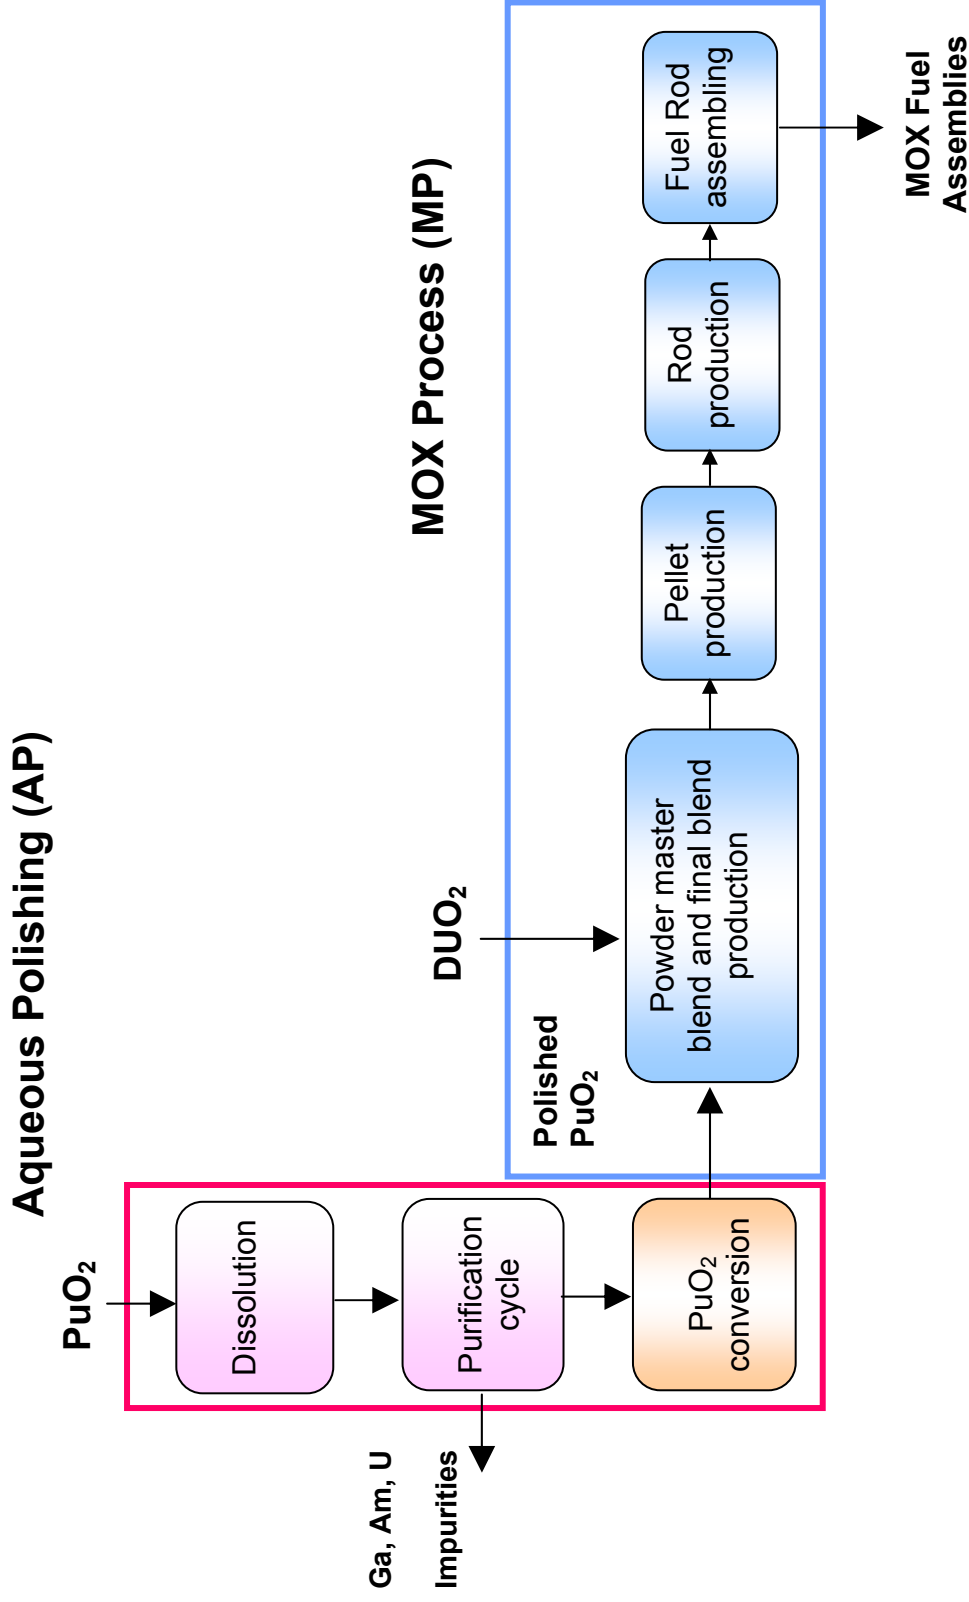 Aqueous Polishing (AP)
PuO₂
Dissolution
Purification
cycle
Ga, Am, U
Impurities
PuO₂
conversion
MOX Process (MP)
DUO₂
Polished
PuO₂
Powder master
blend and final blend
production
Pellet
production
Rod
production
Fuel Rod
assembling
MOX Fuel
Assemblies